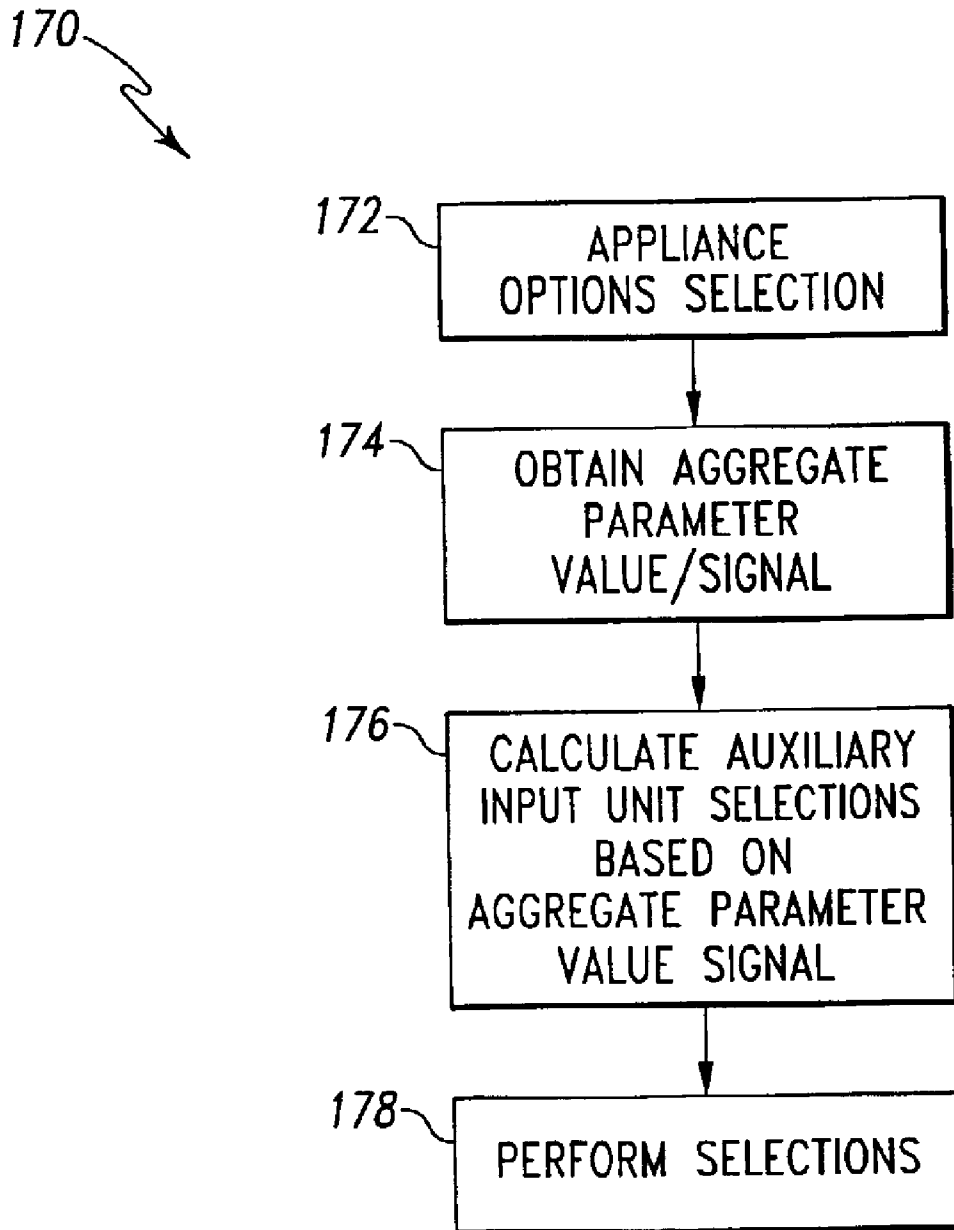 170
172
APPLIANCE
OPTIONS SELECTION
174
OBTAIN AGGREGATE
PARAMETER
VALUE/SIGNAL
176
CALCULATE AUXILIARY
INPUT UNIT SELECTIONS
BASED ON
AGGREGATE PARAMETER
VALUE SIGNAL
178
PERFORM SELECTIONS